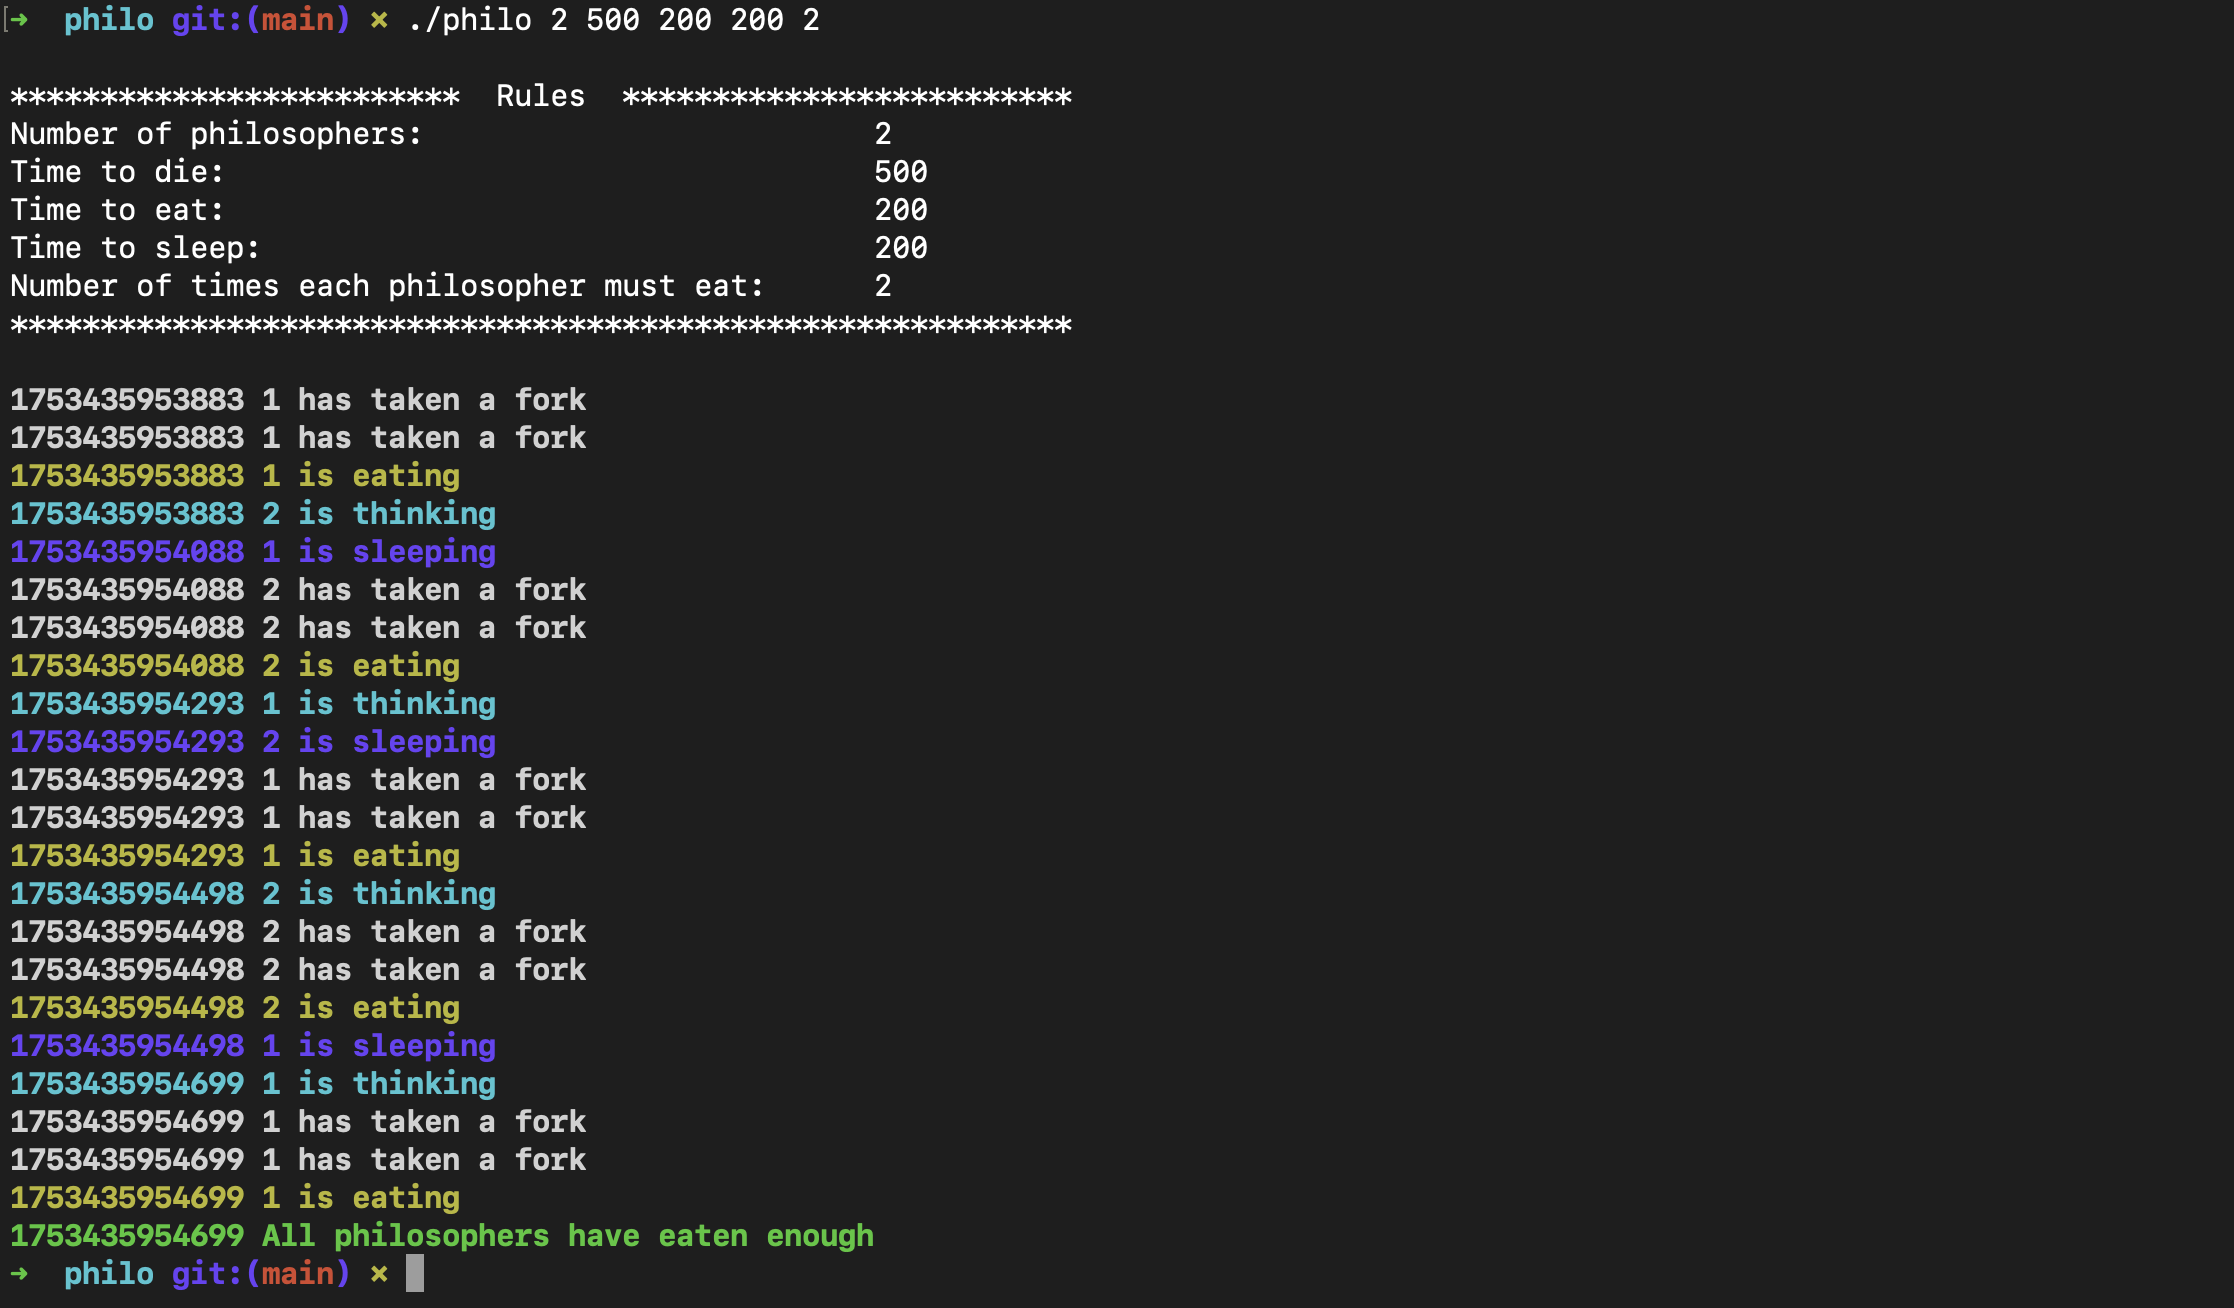 ➜  philo git:(main) ✗ ./philo 2 500 200 200 2
*************************  Rules  *************************
Number of philosophers:                         2
Time to die:                                    500
Time to eat:                                    200
Time to sleep:                                  200
Number of times each philosopher must eat:      2
***********************************************************
1753435953883 1 has taken a fork
1753435953883 1 has taken a fork
1753435953883 1 is eating
1753435953883 2 is thinking
1753435954088 1 is sleeping
1753435954088 2 has taken a fork
1753435954088 2 has taken a fork
1753435954088 2 is eating
1753435954293 1 is thinking
1753435954293 2 is sleeping
1753435954293 1 has taken a fork
1753435954293 1 has taken a fork
1753435954293 1 is eating
1753435954498 2 is thinking
1753435954498 2 has taken a fork
1753435954498 2 has taken a fork
1753435954498 2 is eating
1753435954498 1 is sleeping
1753435954699 1 is thinking
1753435954699 1 has taken a fork
1753435954699 1 has taken a fork
1753435954699 1 is eating
1753435954699 All philosophers have eaten enough
➜  philo git:(main) ✗